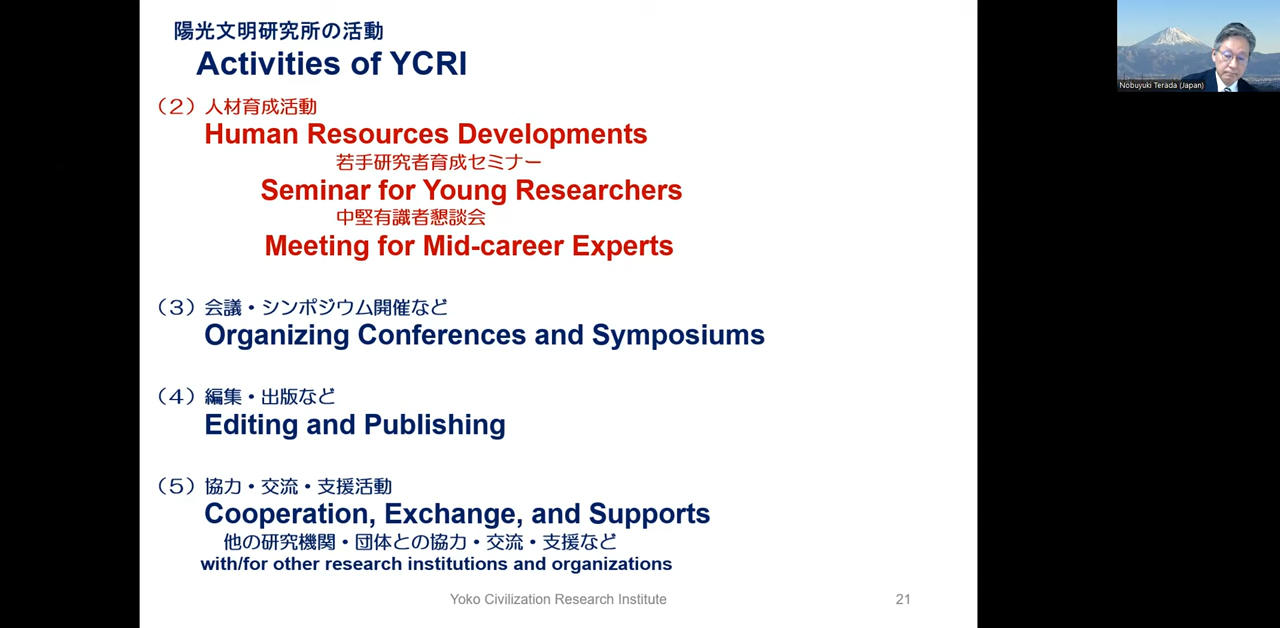 陽光文明研究所の活動
Activities of YCRI
（2）人材育成活動
Human Resources Developments
若手研究者育成セミナー
Seminar for Young Researchers
中堅有識者懇談会
Meeting for Mid-career Experts
（3）会議・シンポジウム開催など
Organizing Conferences and Symposiums
（4）編集・出版など
Editing and Publishing
（5）協力・交流・支援活動
Cooperation, Exchange, and Supports
他の研究機関・団体との協力・交流・支援など
with/for other research institutions and organizations
Yoko Civilization Research Institute
21
Nobuyuki Terada (Japan)